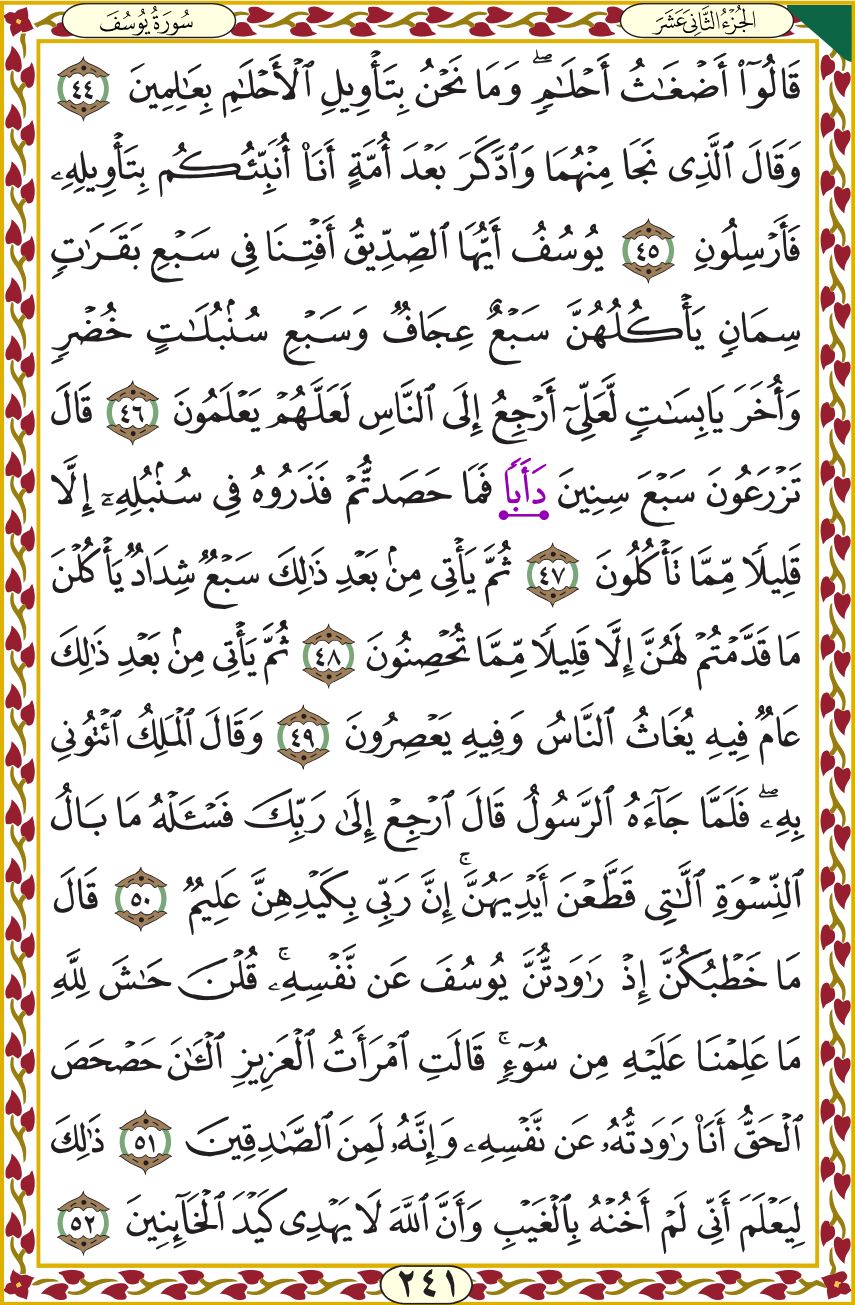 الجُزْءُ الثَّانِيَ عَشَرَ
سُورَةُ يُوسُفَ
قَالُوٓا۟ أَضْغَـٰثُ أَحْلَـٰمٍۢ ۖ وَمَا نَحْنُ بِتَأْوِيلِ ٱلْأَحْلَـٰمِ بِعَـٰلِمِينَ ٤٤
وَقَالَ ٱلَّذِى نَجَا مِنْهُمَا وَٱدَّكَرَ بَعْدَ أُمَّةٍ أَنَا۠ أُنَبِّئُكُم بِتَأْوِيلِهِۦ
فَأَرْسِلُونِ ٤٥ يُوسُفُ أَيُّهَا ٱلصِّدِّيقُ أَفْتِنَا فِى سَبْعِ بَقَرَٰتٍۢ
سِمَانٍۢ يَأْكُلُهُنَّ سَبْعٌ عِجَافٌۭ وَسَبْعِ سُنۢبُلَـٰتٍ خُضْرٍۢ
وَأُخَرَ يَابِسَـٰتٍۢ لَّعَلِّىٓ أَرْجِعُ إِلَى ٱلنَّاسِ لَعَلَّهُمْ يَعْلَمُونَ ٤٦ قَالَ
تَزْرَعُونَ سَبْعَ سِنِينَ دَأَبًۭا فَمَا حَصَدتُّمْ فَذَرُوهُ فِى سُنۢبُلِهِۦٓ إِلَّا
قَلِيلًۭا مِّمَّا تَأْكُلُونَ ٤٧ ثُمَّ يَأْتِى مِنۢ بَعْدِ ذَٰلِكَ سَبْعٌۭ شِدَادٌۭ يَأْكُلْنَ
مَا قَدَّمْتُمْ لَهُنَّ إِلَّا قَلِيلًۭا مِّمَّا تُحْصِنُونَ ٤٨ ثُمَّ يَأْتِى مِنۢ بَعْدِ ذَٰلِكَ
عَامٌۭ فِيهِ يُغَاثُ ٱلنَّاسُ وَفِيهِ يَعْصِرُونَ ٤٩ وَقَالَ ٱلْمَلِكُ ٱئْتُونِى
بِهِۦ ۖ فَلَمَّا جَآءَهُ ٱلرَّسُولُ قَالَ ٱرْجِعْ إِلَىٰ رَبِّكَ فَسْـَٔلْهُ مَا بَالُ
ٱلنِّسْوَةِ ٱلَّـٰتِى قَطَّعْنَ أَيْدِيَهُنَّ ۚ إِنَّ رَبِّى بِكَيْدِهِنَّ عَلِيمٌۭ ٥٠ قَالَ
مَا خَطْبُكُنَّ إِذْ رَٰوَدتُّنَّ يُوسُفَ عَن نَّفْسِهِۦ ۚ قُلْنَ حَـٰشَ لِلَّهِ
مَا عَلِمْنَا عَلَيْهِ مِن سُوٓءٍۢ ۚ قَالَتِ ٱمْرَأَتُ ٱلْعَزِيزِ ٱلْـَٔـٰنَ حَصْحَصَ
ٱلْحَقُّ أَنَا۠ رَٰوَدتُّهُۥ عَن نَّفْسِهِۦ وَإِنَّهُۥ لَمِنَ ٱلصَّـٰدِقِينَ ٥١ ذَٰلِكَ
لِيَعْلَمَ أَنِّى لَمْ أَخُنْهُ بِٱلْغَيْبِ وَأَنَّ ٱللَّهَ لَا يَهْدِى كَيْدَ ٱلْخَآئِنِينَ ٥٢
٢٤١